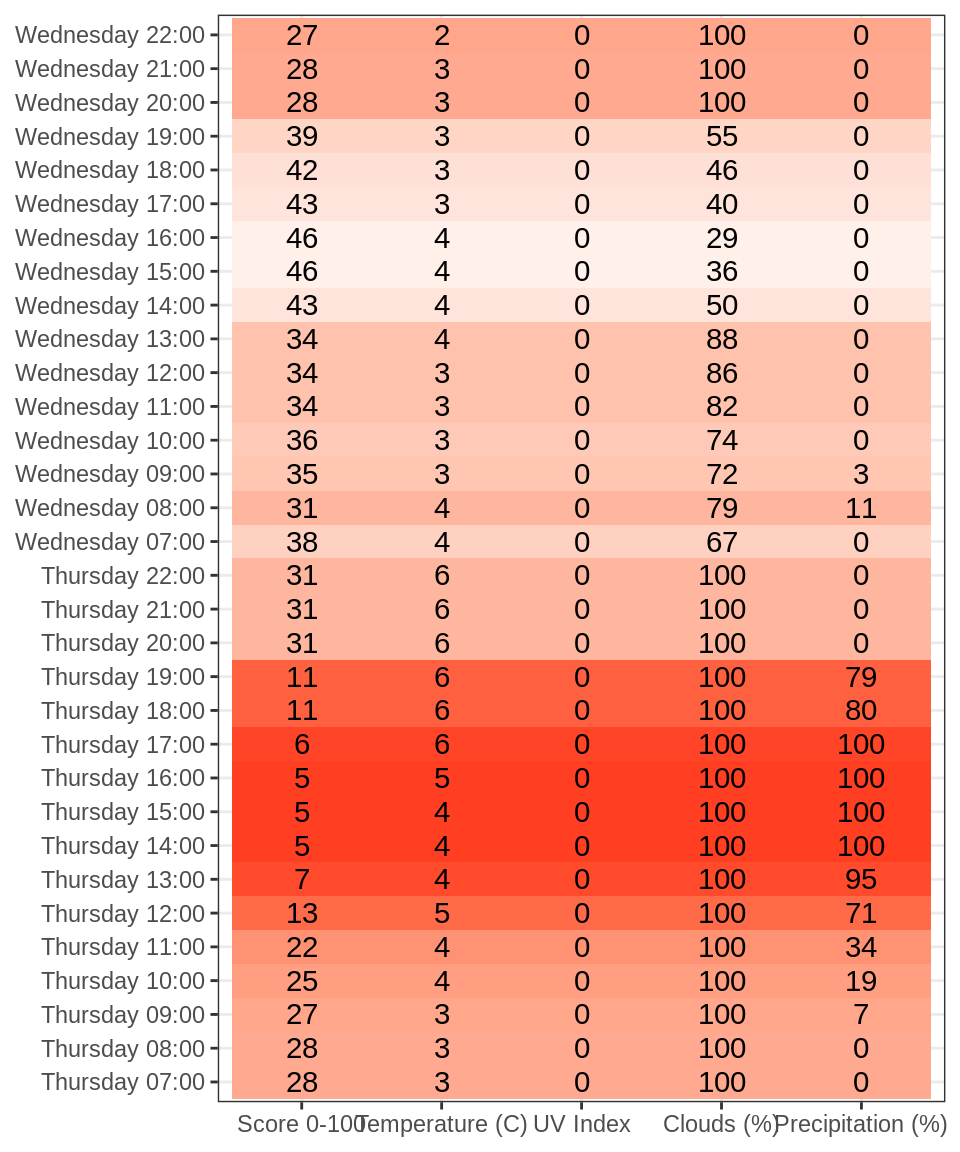 Wednesday 22:00 27 2 0 100 0
Wednesday 21:00 28 3 0 100 0
Wednesday 20:00 28 3 0 100 0
Wednesday 19:00 39 3 0 55 0
Wednesday 18:00 42 3 0 46 0
Wednesday 17:00 43 3 0 40 0
Wednesday 16:00 46 4 0 29 0
Wednesday 15:00 46 4 0 36 0
Wednesday 14:00 43 4 0 50 0
Wednesday 13:00 34 4 0 88 0
Wednesday 12:00 34 3 0 86 0
Wednesday 11:00 34 3 0 82 0
Wednesday 10:00 36 3 0 74 0
Wednesday 09:00 35 3 0 72 3
Wednesday 08:00 31 4 0 79 11
Wednesday 07:00 38 4 0 67 0
Thursday 22:00 31 6 0 100 0
Thursday 21:00 31 6 0 100 0
Thursday 20:00 31 6 0 100 0
Thursday 19:00 11 6 0 100 79
Thursday 18:00 11 6 0 100 80
Thursday 17:00 6 6 0 100 100
Thursday 16:00 5 5 0 100 100
Thursday 15:00 5 4 0 100 100
Thursday 14:00 5 4 0 100 100
Thursday 13:00 7 4 0 100 95
Thursday 12:00 13 5 0 100 71
Thursday 11:00 22 4 0 100 34
Thursday 10:00 25 4 0 100 19
Thursday 09:00 27 3 0 100 7
Thursday 08:00 28 3 0 100 0
Thursday 07:00 28 3 0 100 0
Score 0-100 Temperature (C) UV Index Clouds (%) Precipitation (%)